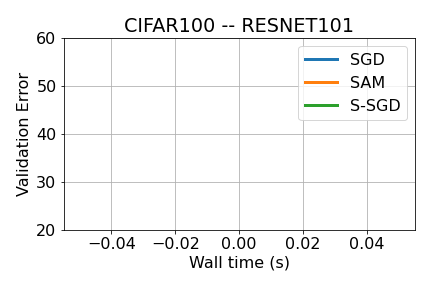 CIFAR100 -- RESNET101
60
50
40
30
20
Validation Error
SGD
SAM
S-SGD
−0.04 −0.02 0.00 0.02 0.04
Wall time (s)